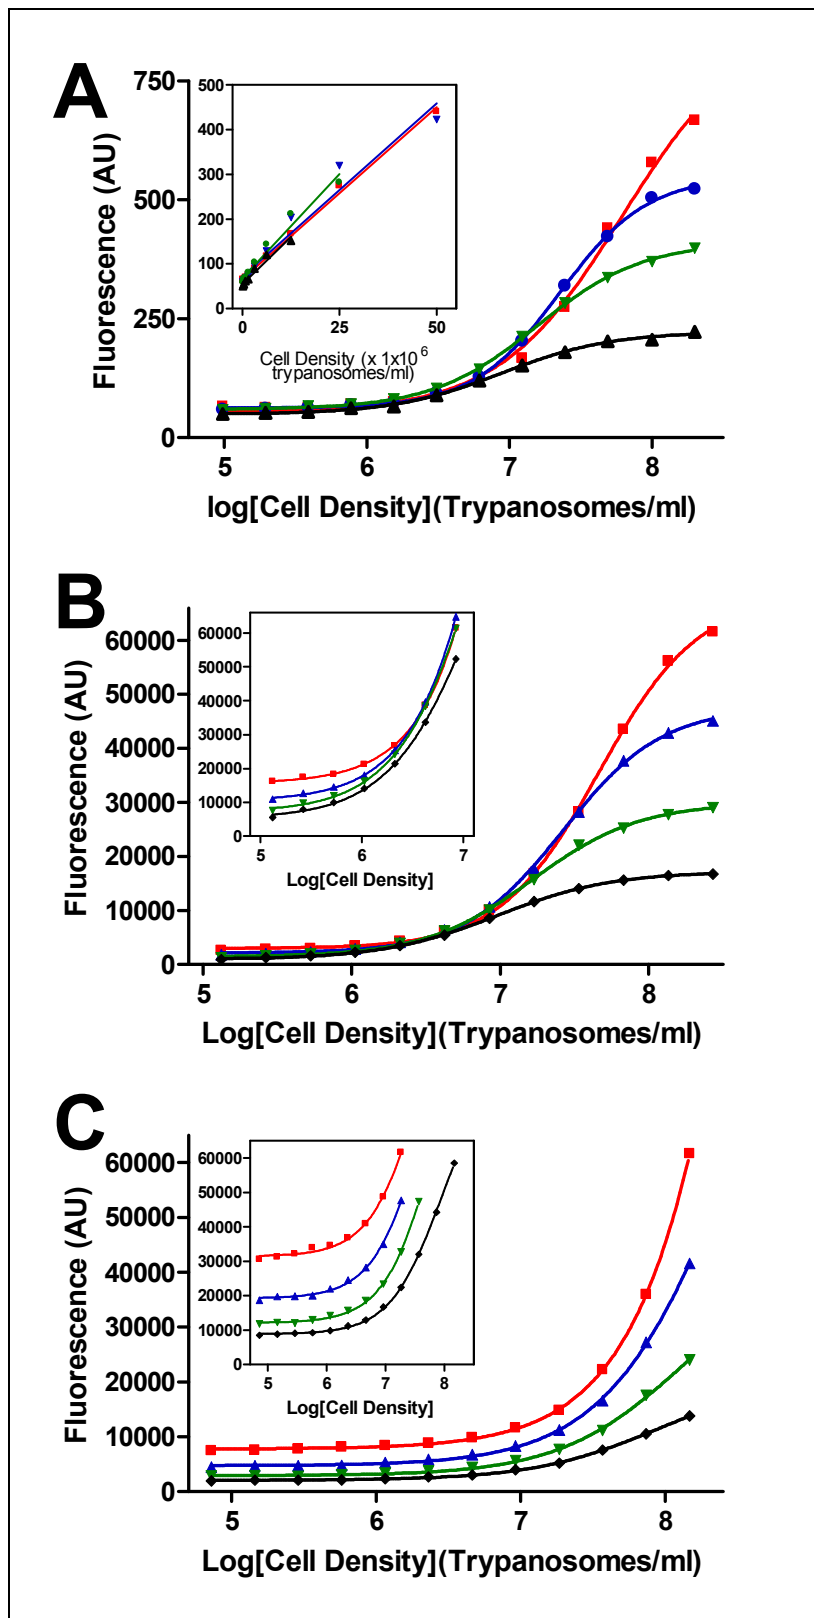 A
Fluorescence (AU)
750
500
250
0
500
400
300
200
100
0
0 25 50
Cell Density (x 1x10⁶
trypanosomes/ml)
5 6 7 8
log[Cell Density](Trypanosomes/ml)
B
Fluorescence (AU)
60000
50000
40000
30000
20000
10000
0
60000
50000
40000
30000
20000
10000
0
5 6 7
Log[Cell Density]
5 6 7 8
Log[Cell Density](Trypanosomes/ml)
C
Fluorescence (AU)
60000
50000
40000
30000
20000
10000
0
60000
50000
40000
30000
20000
10000
0
5 6 7 8
Log[Cell Density]
5 6 7 8
Log[Cell Density](Trypanosomes/ml)